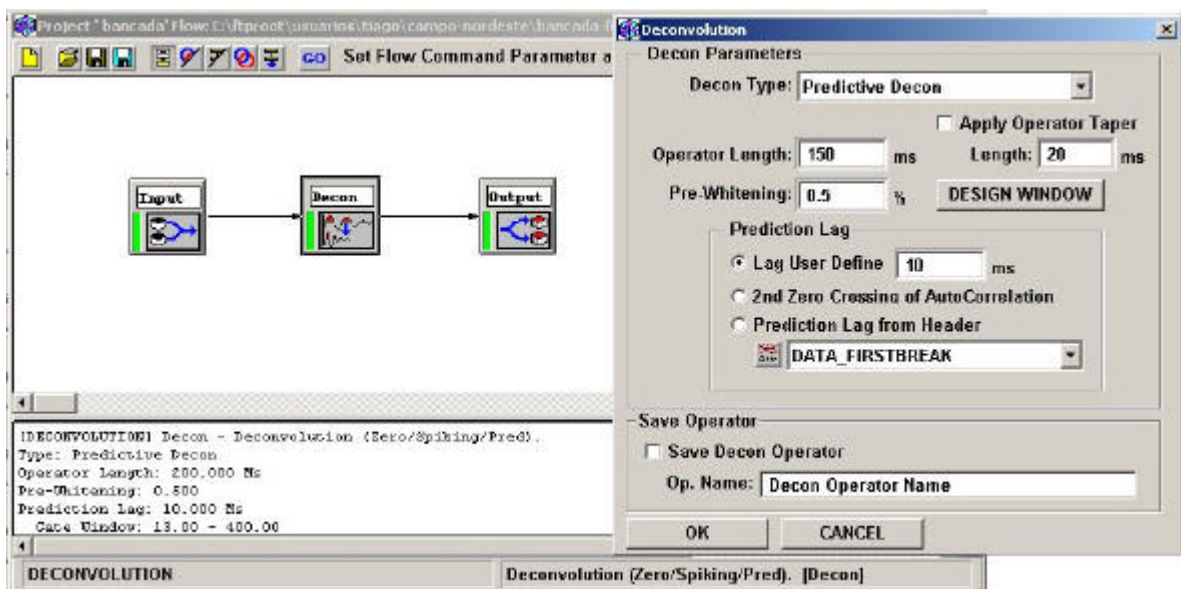 Project "bancada" Flow: C:\ftproot\usuarios\tiago\camponordeste\bancada-f
GO Set Flow Command Parameter a
Input
Decon
Output
[DECONVOLUTION] Decon - Deconvolution (Zero/Spiking/Pred).
Type: Predictive Decon
Operator Length: 200.000 Ms
Pre-Whitening: 0.500
Prediction Lag: 10.000 Ms
Gate Window: 13.00 - 400.00
DECONVOLUTION
Deconvolution (Zero/Spiking/Pred). [Decon]
Deconvolution
Decon Parameters
Decon Type: Predictive Decon
Apply Operator Taper
Operator Length: 150 ms Length: 20 ms
Pre-Whitening: 0.5 % DESIGN WINDOW
Prediction Lag
Lag User Define 10 ms
2nd Zero Crossing of AutoCorrelation
Prediction Lag from Header
DATA_FIRSTBREAK
Save Operator
Save Decon Operator
Op. Name: Decon Operator Name
OK CANCEL